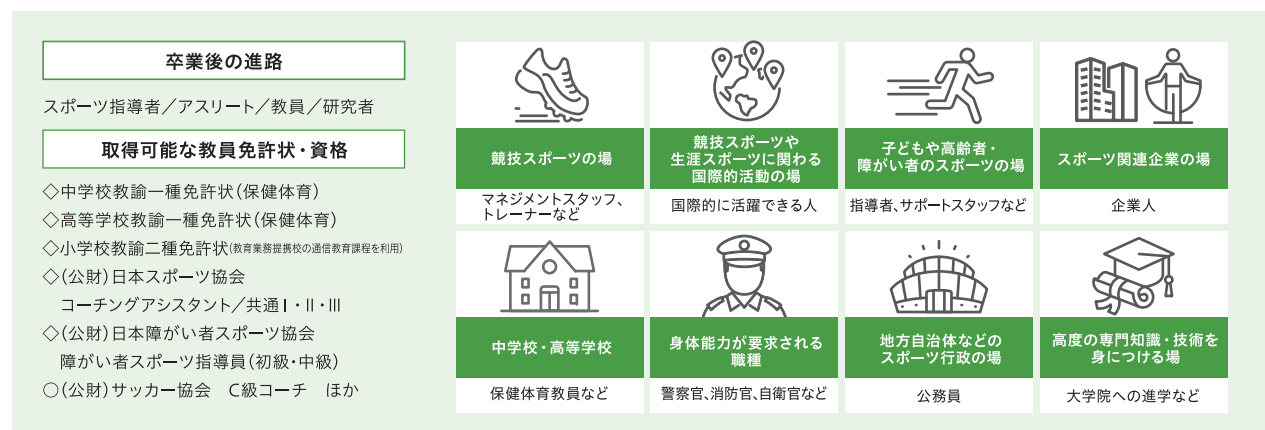 卒業後の進路
スポーツ指導者／アスリート／教員／研究者
取得可能な教員免許状・資格
◇中学校教諭一種免許状（保健体育）
◇高等学校教諭一種免許状（保健体育）
◇小学校教諭二種免許状（教育業務提携校の通信教育課程を利用）
◇（公財）日本スポーツ協会
コーチングアシスタント／共通Ⅰ・Ⅱ・Ⅲ
◇（公財）日本障がい者スポーツ協会
障がい者スポーツ指導員（初級・中級）
○（公財）サッカー協会　C級コーチ　ほか
競技スポーツの場
マネジメントスタッフ、
トレーナーなど
競技スポーツや
生涯スポーツに関わる
国際的活動の場
国際的に活躍できる人
子どもや高齢者・
障がい者のスポーツの場
指導者、サポートスタッフなど
スポーツ関連企業の場
企業人
中学校・高等学校
保健体育教員など
身体能力が要求される
職種
警察官、消防官、自衛官など
地方自治体などの
スポーツ行政の場
公務員
高度の専門知識・技術を
身につける場
大学院への進学など